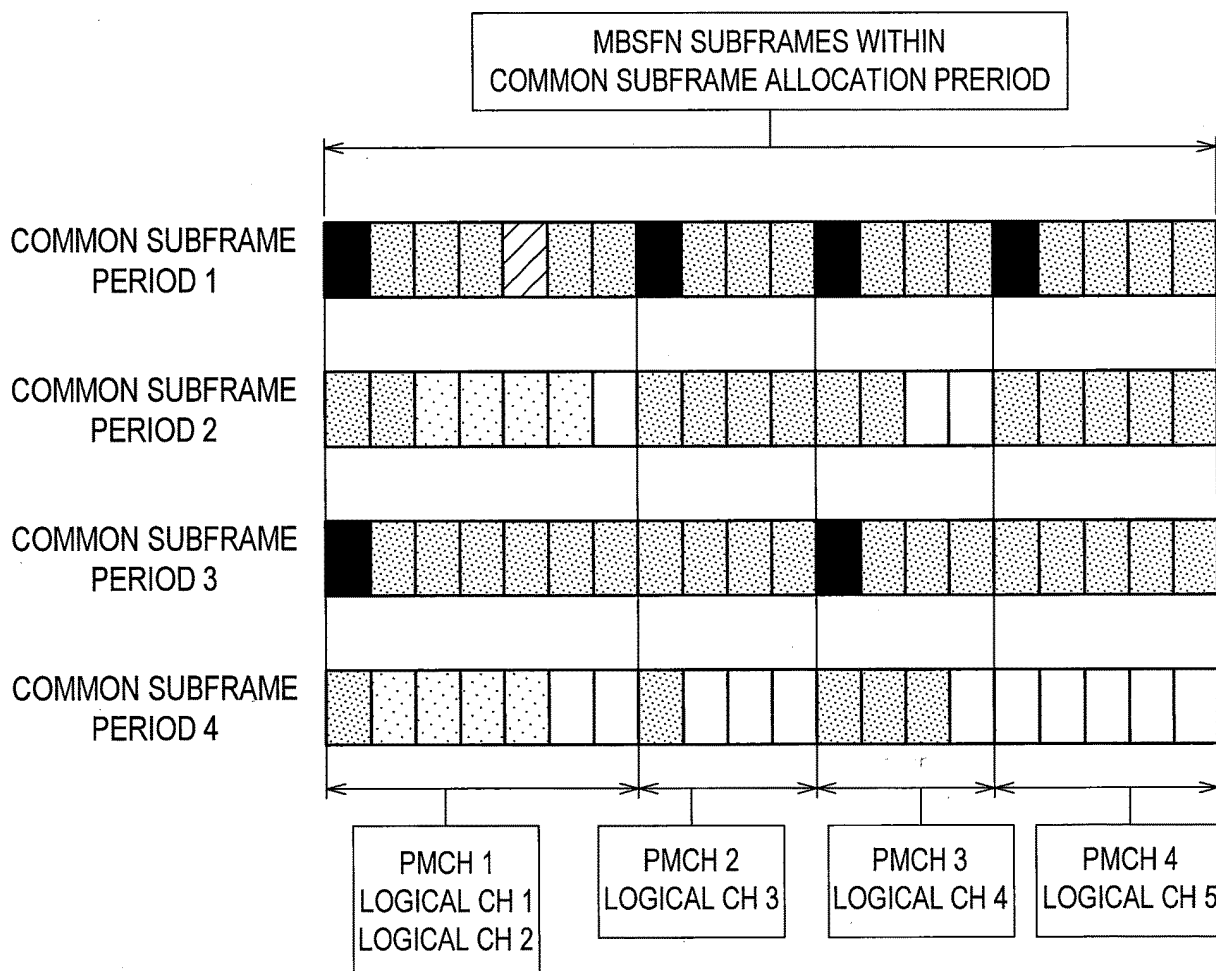 MBSFN SUBFRAMES WITHIN
COMMON SUBFRAME ALLOCATION PRERIOD
COMMON SUBFRAME
PERIOD 1
COMMON SUBFRAME
PERIOD 2
COMMON SUBFRAME
PERIOD 3
COMMON SUBFRAME
PERIOD 4
PMCH 1
LOGICAL CH 1
LOGICAL CH 2
PMCH 2
LOGICAL CH 3
PMCH 3
LOGICAL CH 4
PMCH 4
LOGICAL CH 5